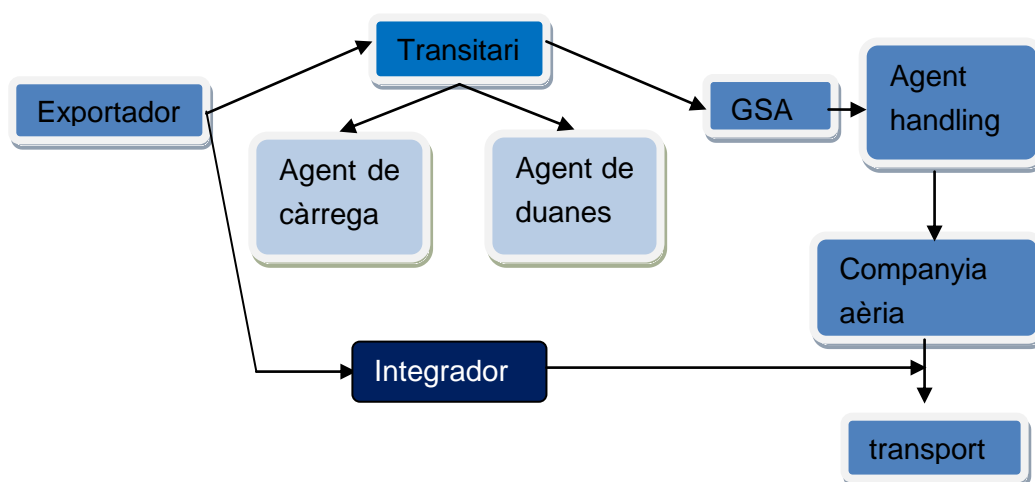 Transitari
Exportador
GSA
Agent
handling
Agent de
càrrega
Agent de
duanes
Companyia
aèria
Integrador
transport